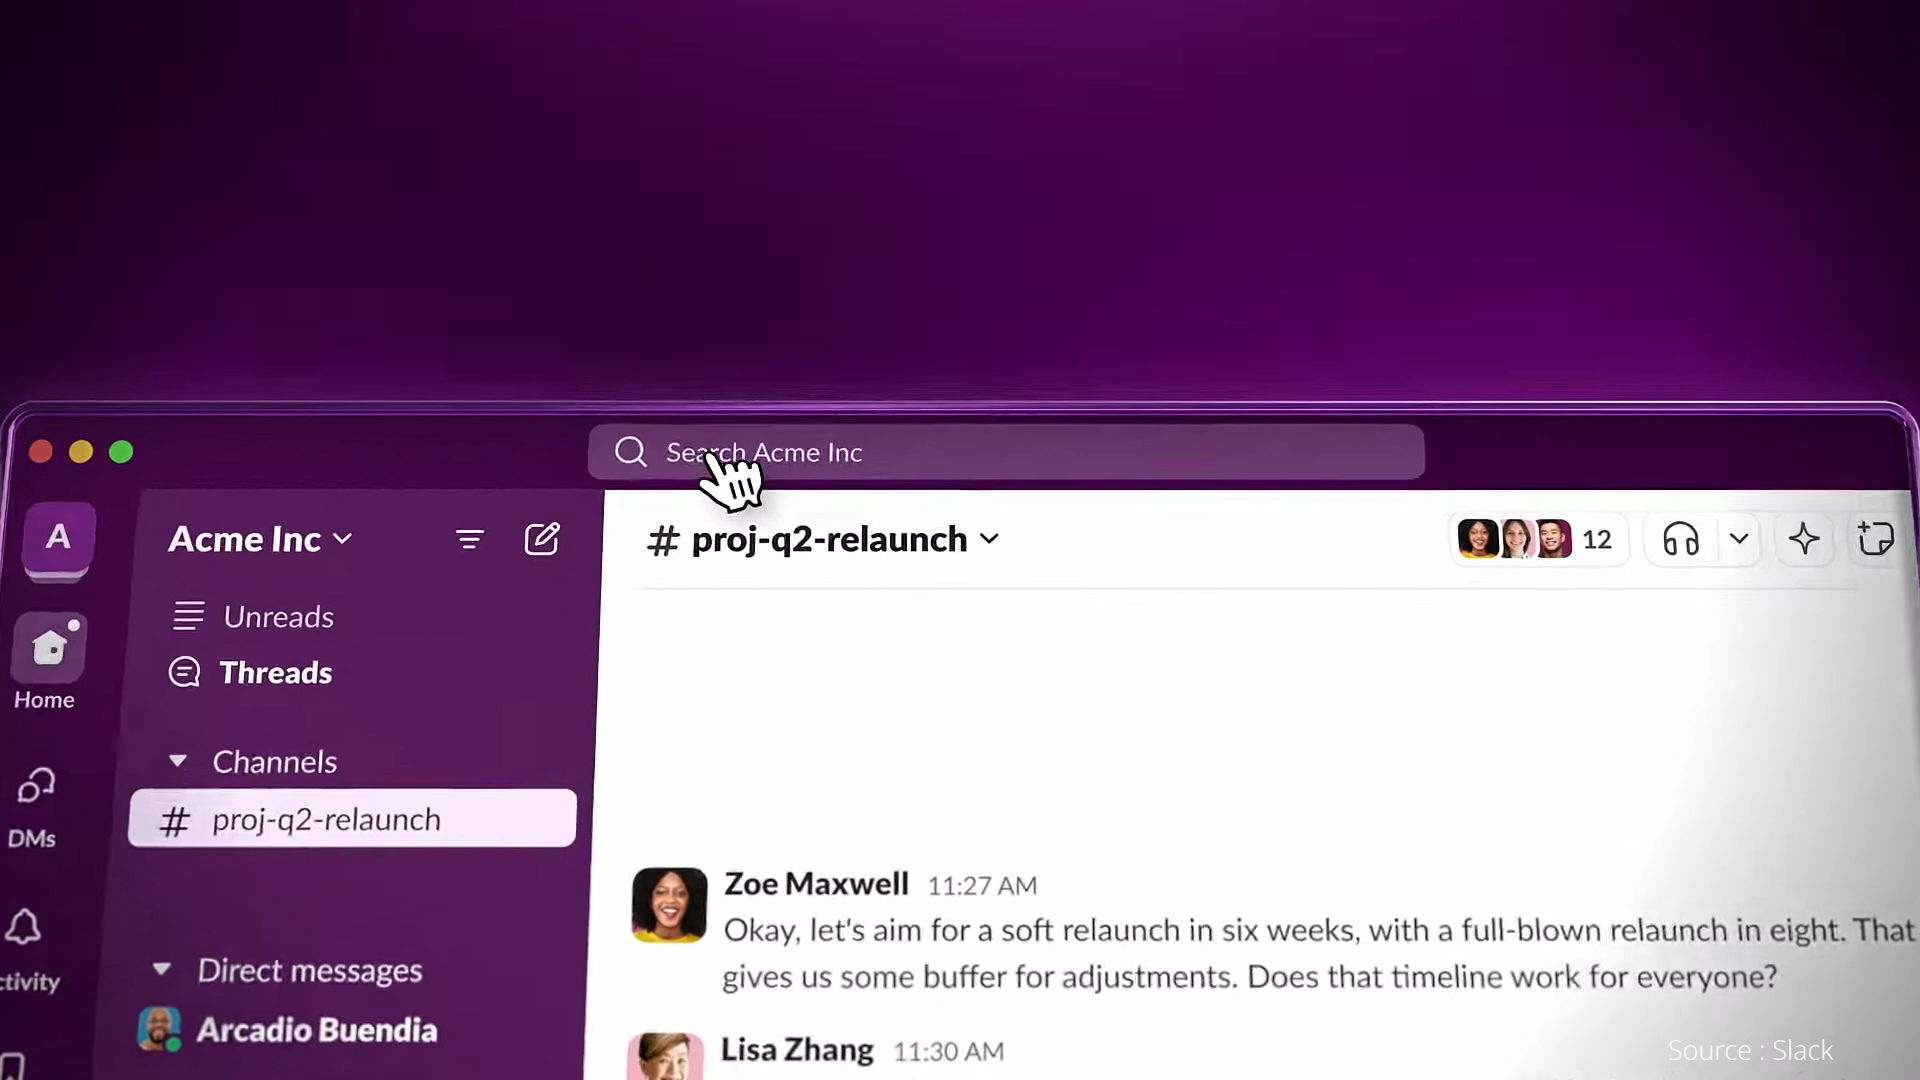 Search Acme Inc
A
Acme Inc
# proj-q2-relaunch
12
Unreads
Threads
Home
Channels
# proj-q2-relaunch
DMs
Zoe Maxwell 11:27 AM
Okay, let's aim for a soft relaunch in six weeks, with a full-blown relaunch in eight. That
gives us some buffer for adjustments. Does that timeline work for everyone?
ctivity
Direct messages
Arcadio Buendia
Lisa Zhang 11:30 AM
Source : Slack